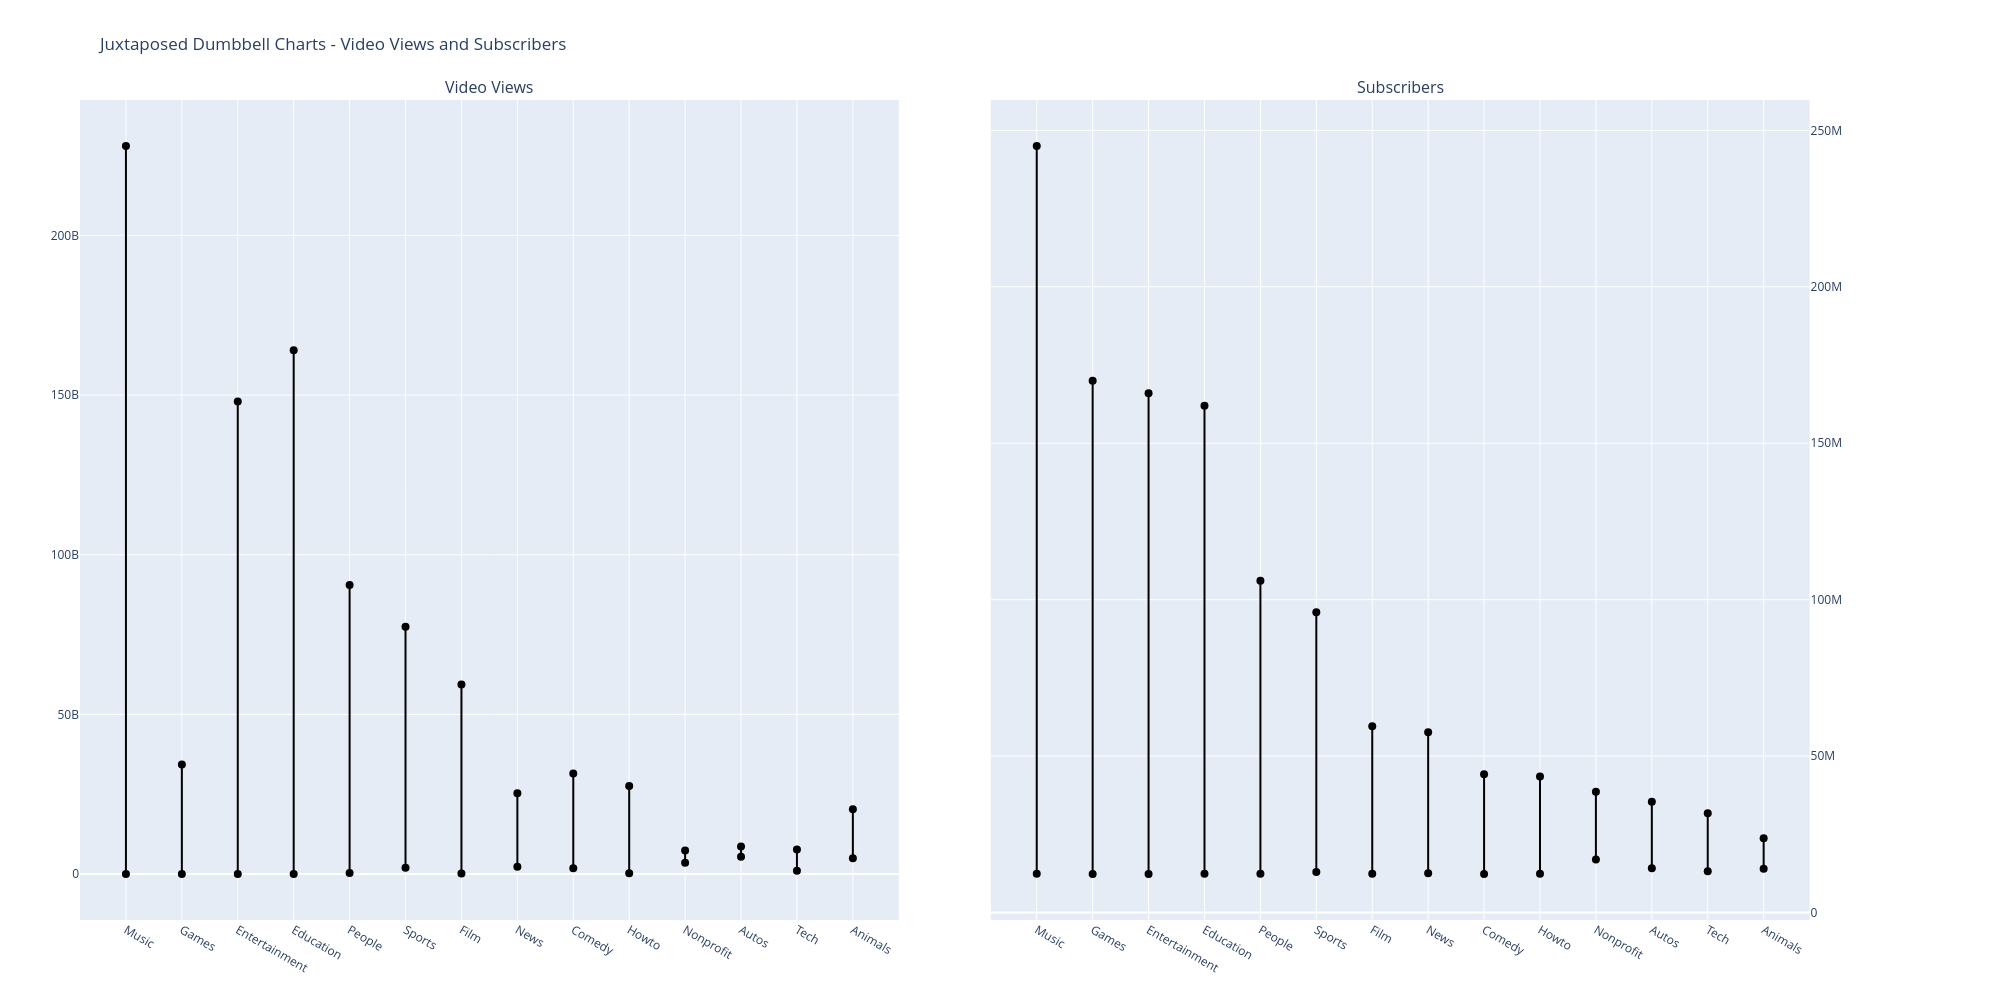 Juxtaposed Dumbbell Charts - Video Views and Subscribers
Video Views
200B
150B
100B
50B
0
Music
Games
Entertainment
Education
People
Sports
Film
News
Comedy
Howto
Nonprofit
Autos
Tech
Animals
Subscribers
250M
200M
150M
100M
50M
0
Music
Games
Entertainment
Education
People
Sports
Film
News
Comedy
Howto
Nonprofit
Autos
Tech
Animals